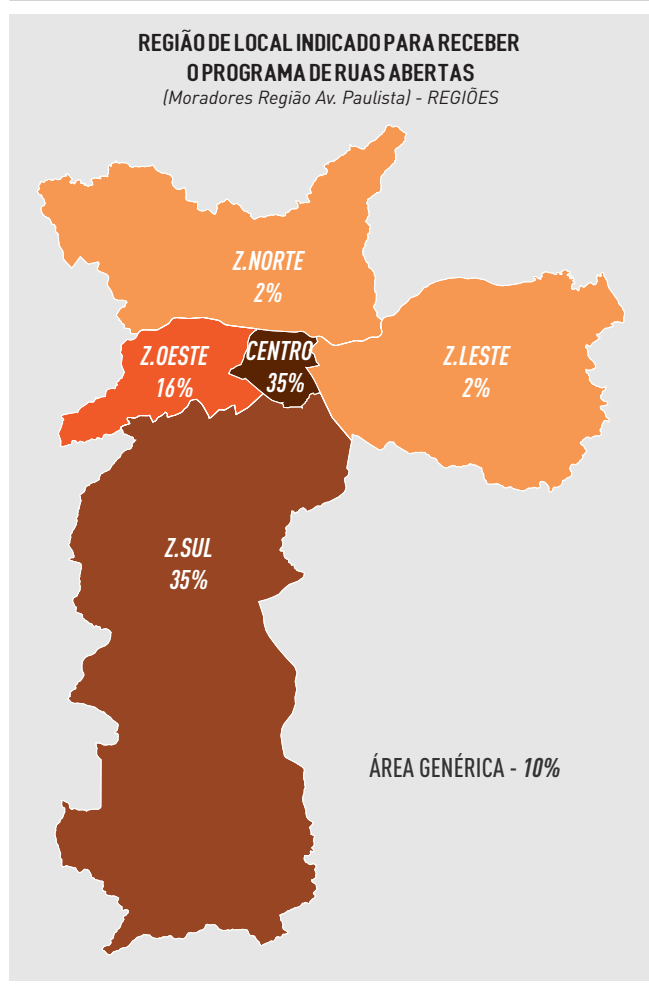 REGIÃO DE LOCAL INDICADO PARA RECEBER
O PROGRAMA DE RUAS ABERTAS
(Moradores Região Av. Paulista) - REGIÕES
Z.NORTE
2%
Z.OESTE
16%
CENTRO
35%
Z.LESTE
2%
Z.SUL
35%
ÁREA GENÉRICA - 10%